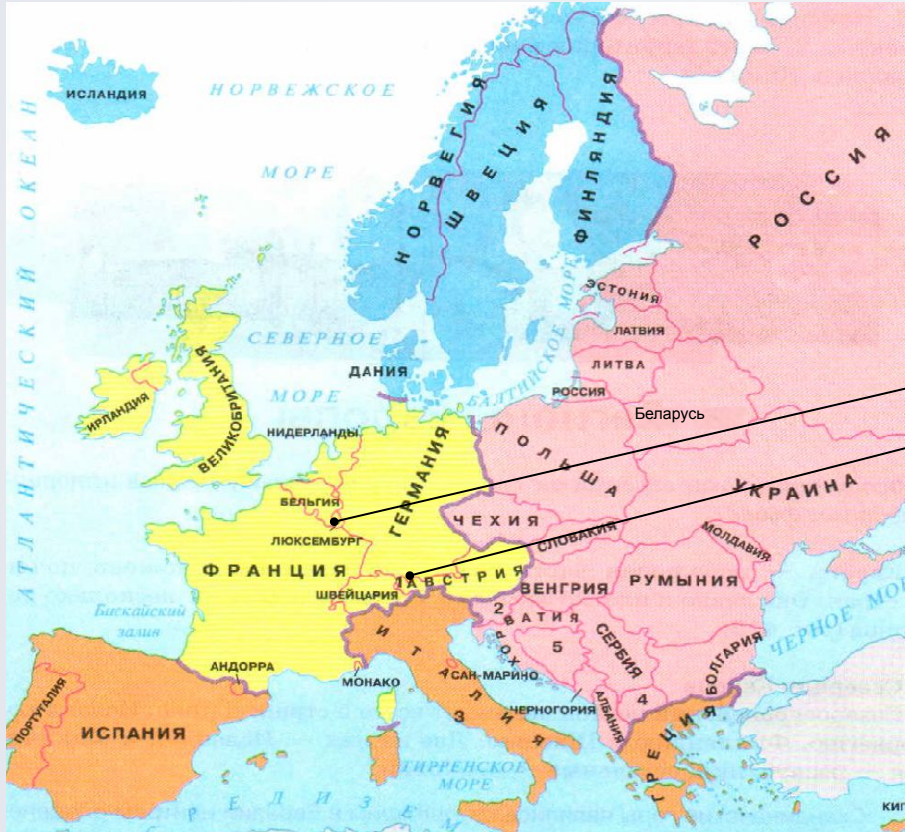 ИСЛАНДИЯ
НОРВЕЖСКОЕ
МОРЕ
АТЛАНТИЧЕСКИЙ ОКЕАН
НОРВЕГИЯ
ШВЕЦИЯ
ФИНЛЯНДИЯ
РОССИЯ
ЭСТОНИЯ
ЛАТВИЯ
ЛИТВА
РОССИЯ
БАЛТИЙСКОЕ МОРЕ
СЕВЕРНОЕ
МОРЕ
ДАНИЯ
ИРЛАНДИЯ
ВЕЛИКОБРИТАНИЯ
НИДЕРЛАНДЫ
Беларусь
ПОЛЬША
ГЕРМАНИЯ
БЕЛЬГИЯ
УКРАИНА
ЧЕХИЯ
СЛОВАКИЯ
МОЛДАВИЯ
ЛЮКСЕМБУРГ
ФРАНЦИЯ
1
АВСТРИЯ
ШВЕЙЦАРИЯ
ВЕНГРИЯ
РУМЫНИЯ
Бискайский
залив
2
ХОРВАТИЯ
5
СЕРБИЯ
БОЛГАРИЯ
ЧЕРНОЕ МОР
АНДОРРА
МОНАКО
ИТАЛИЯ
САН-МАРИНО
3
ЧЕРНОГОРИЯ
АЛБАНИЯ
4
ГРЕЦИЯ
ПОРТУГАЛИЯ
ИСПАНИЯ
ТИРРЕНСКОЕ
МОРЕ
С Р Е Д И З
М
КИП